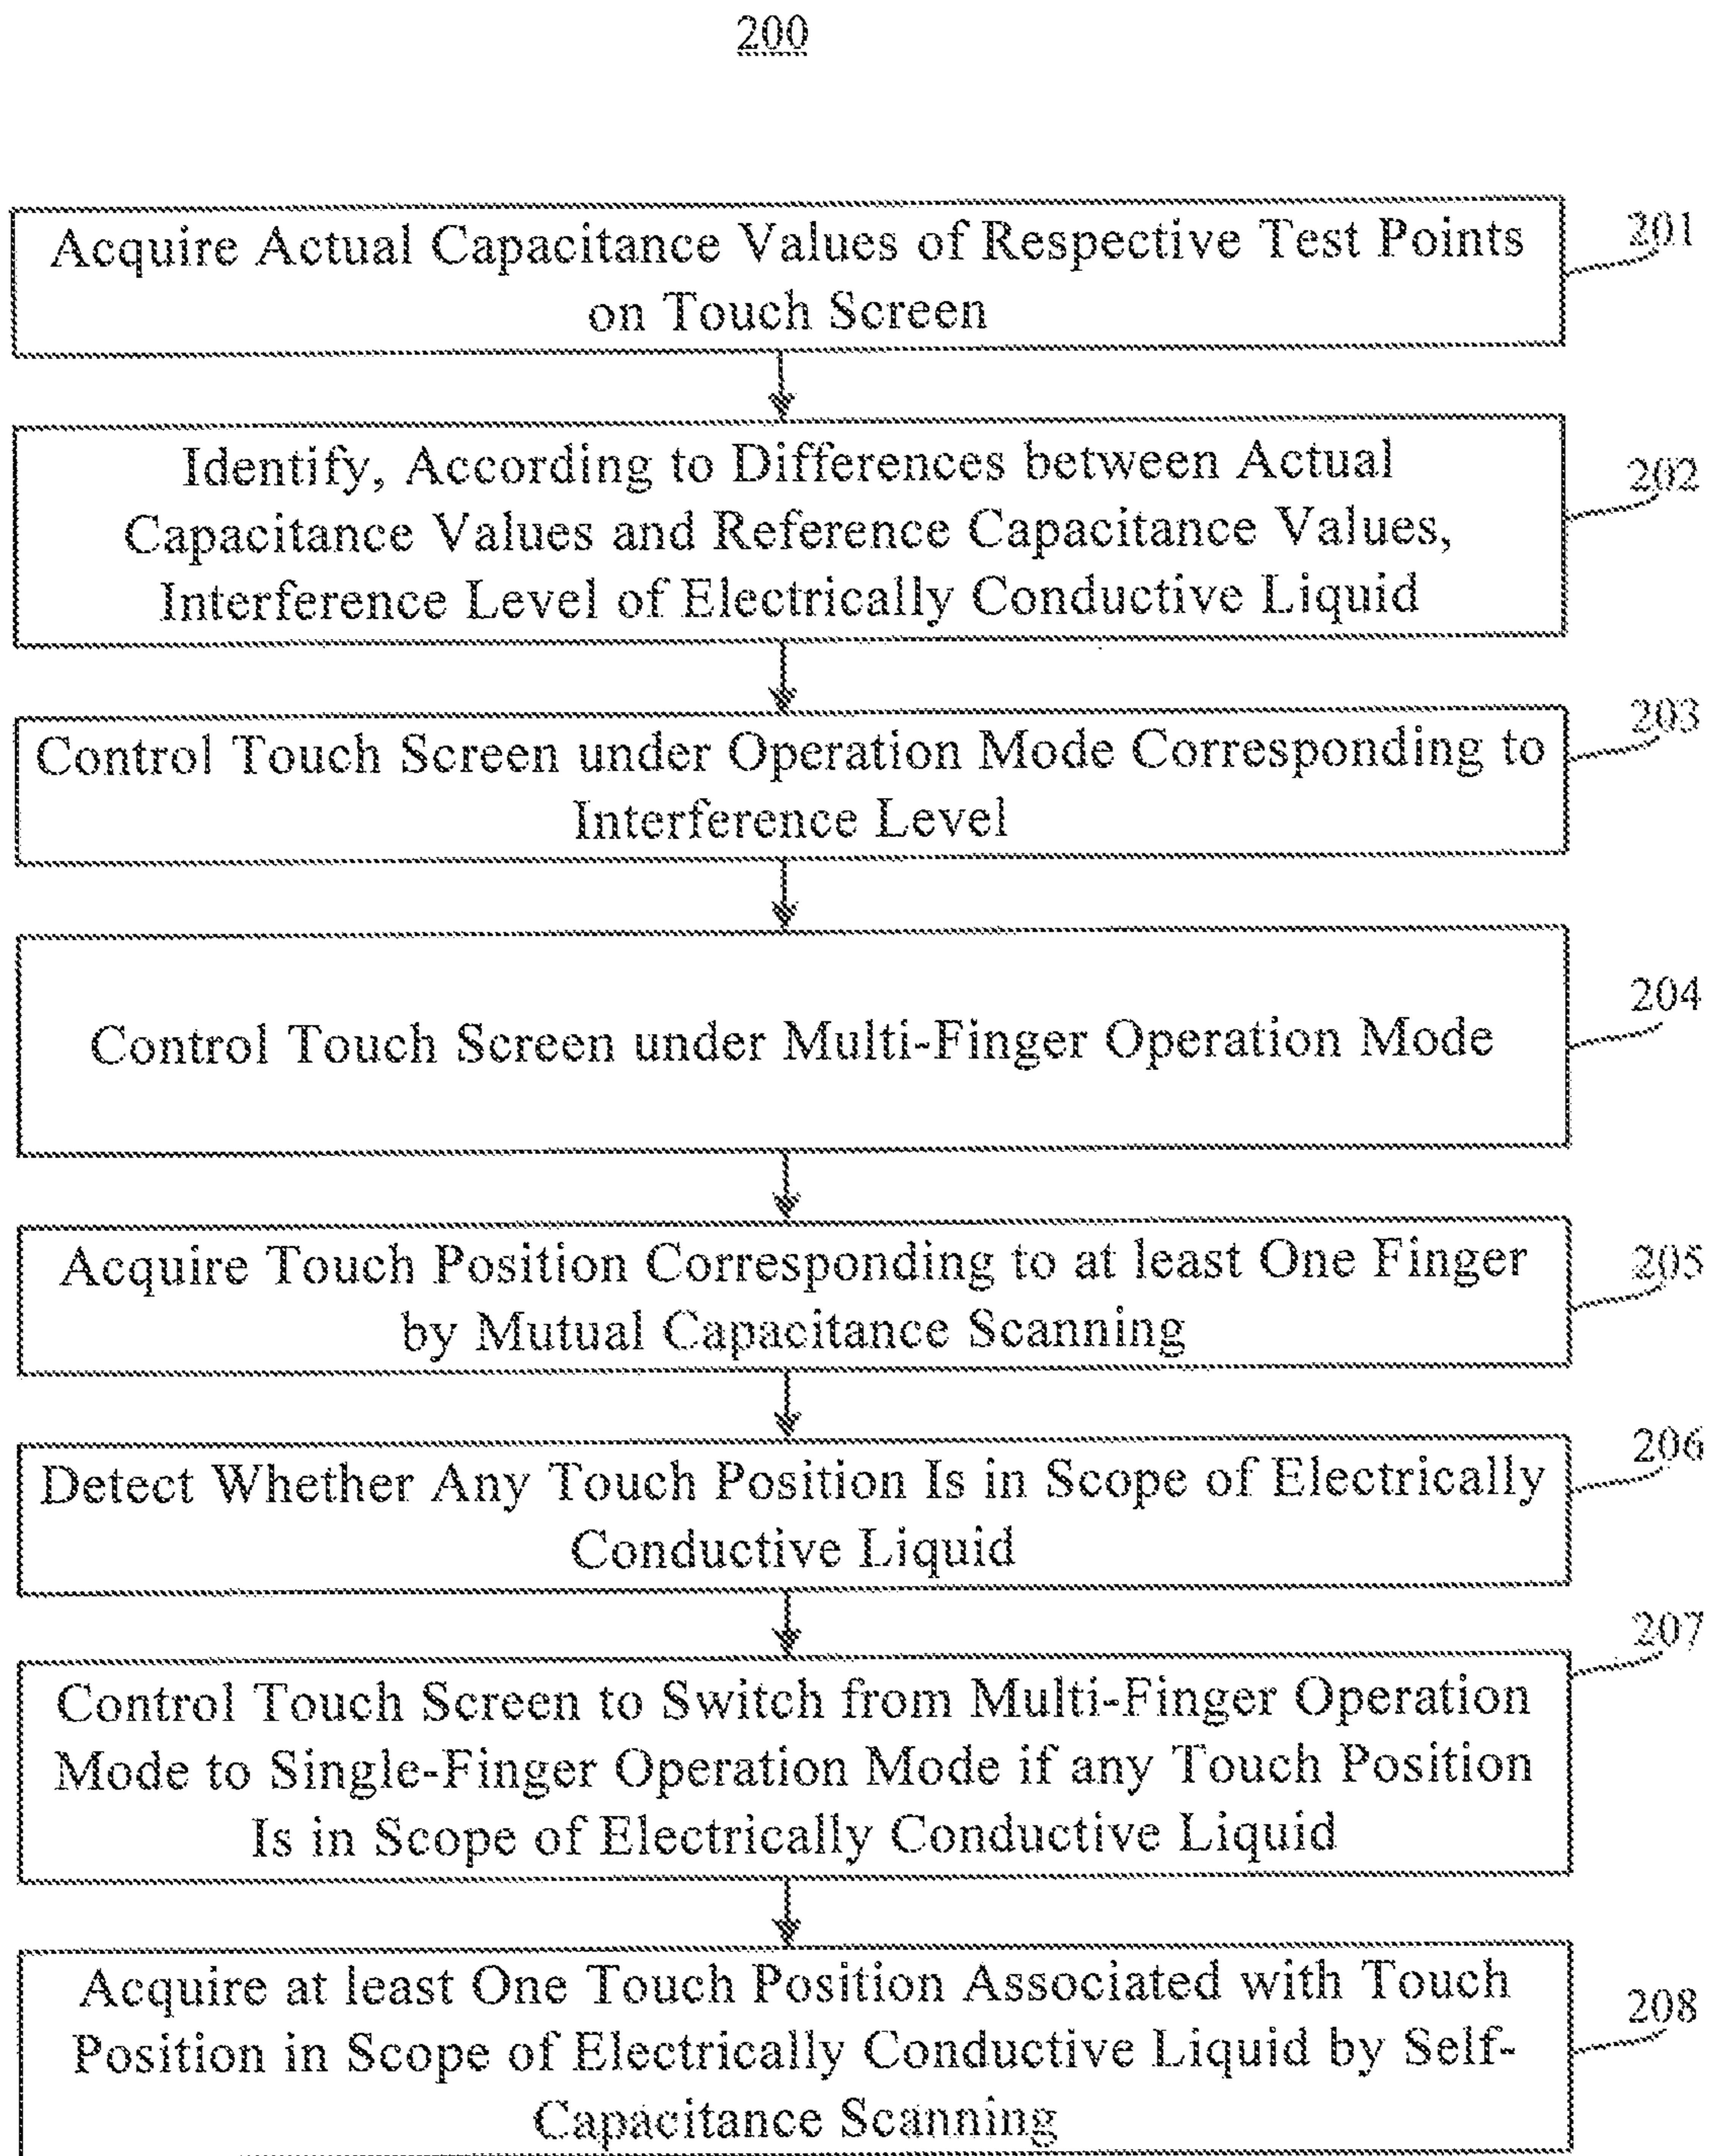 200
Acquire Actual Capacitance Values of Respective Test Points
on Touch Screen
201
Identify, According to Differences between Actual
Capacitance Values and Reference Capacitance Values,
Interference Level of Electrically Conductive Liquid
202
Control Touch Screen under Operation Mode Corresponding to
Interference Level
203
Control Touch Screen under Multi-Finger Operation Mode
204
Acquire Touch Position Corresponding to at least One Finger
by Mutual Capacitance Scanning
205
Detect Whether Any Touch Position Is in Scope of Electrically
Conductive Liquid
206
Control Touch Screen to Switch from Multi-Finger Operation
Mode to Single-Finger Operation Mode if any Touch Position
Is in Scope of Electrically Conductive Liquid
207
Acquire at least One Touch Position Associated with Touch
Position in Scope of Electrically Conductive Liquid by Self-
Capacitance Scanning
208